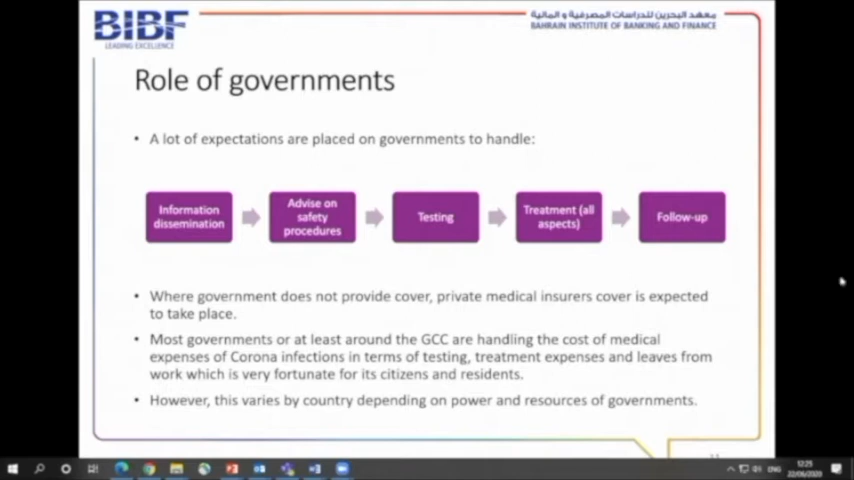 BIBF
LEADING EXCELLENCE
معهد البحرين للدراسات المصرفية و المالية
BAHRAIN INSTITUTE OF BANKING AND FINANCE
Role of governments
• A lot of expectations are placed on governments to handle:
Information
dissemination
Advise on
safety
procedures
Testing
Treatment (all
aspects)
Follow-up
• Where government does not provide cover, private medical insurers cover is expected
to take place.
• Most governments or at least around the GCC are handling the cost of medical
expenses of Corona infections in terms of testing, treatment expenses and leaves from
work which is very fortunate for its citizens and residents.
• However, this varies by country depending on power and resources of governments.
ENG
12:25
22/06/2020